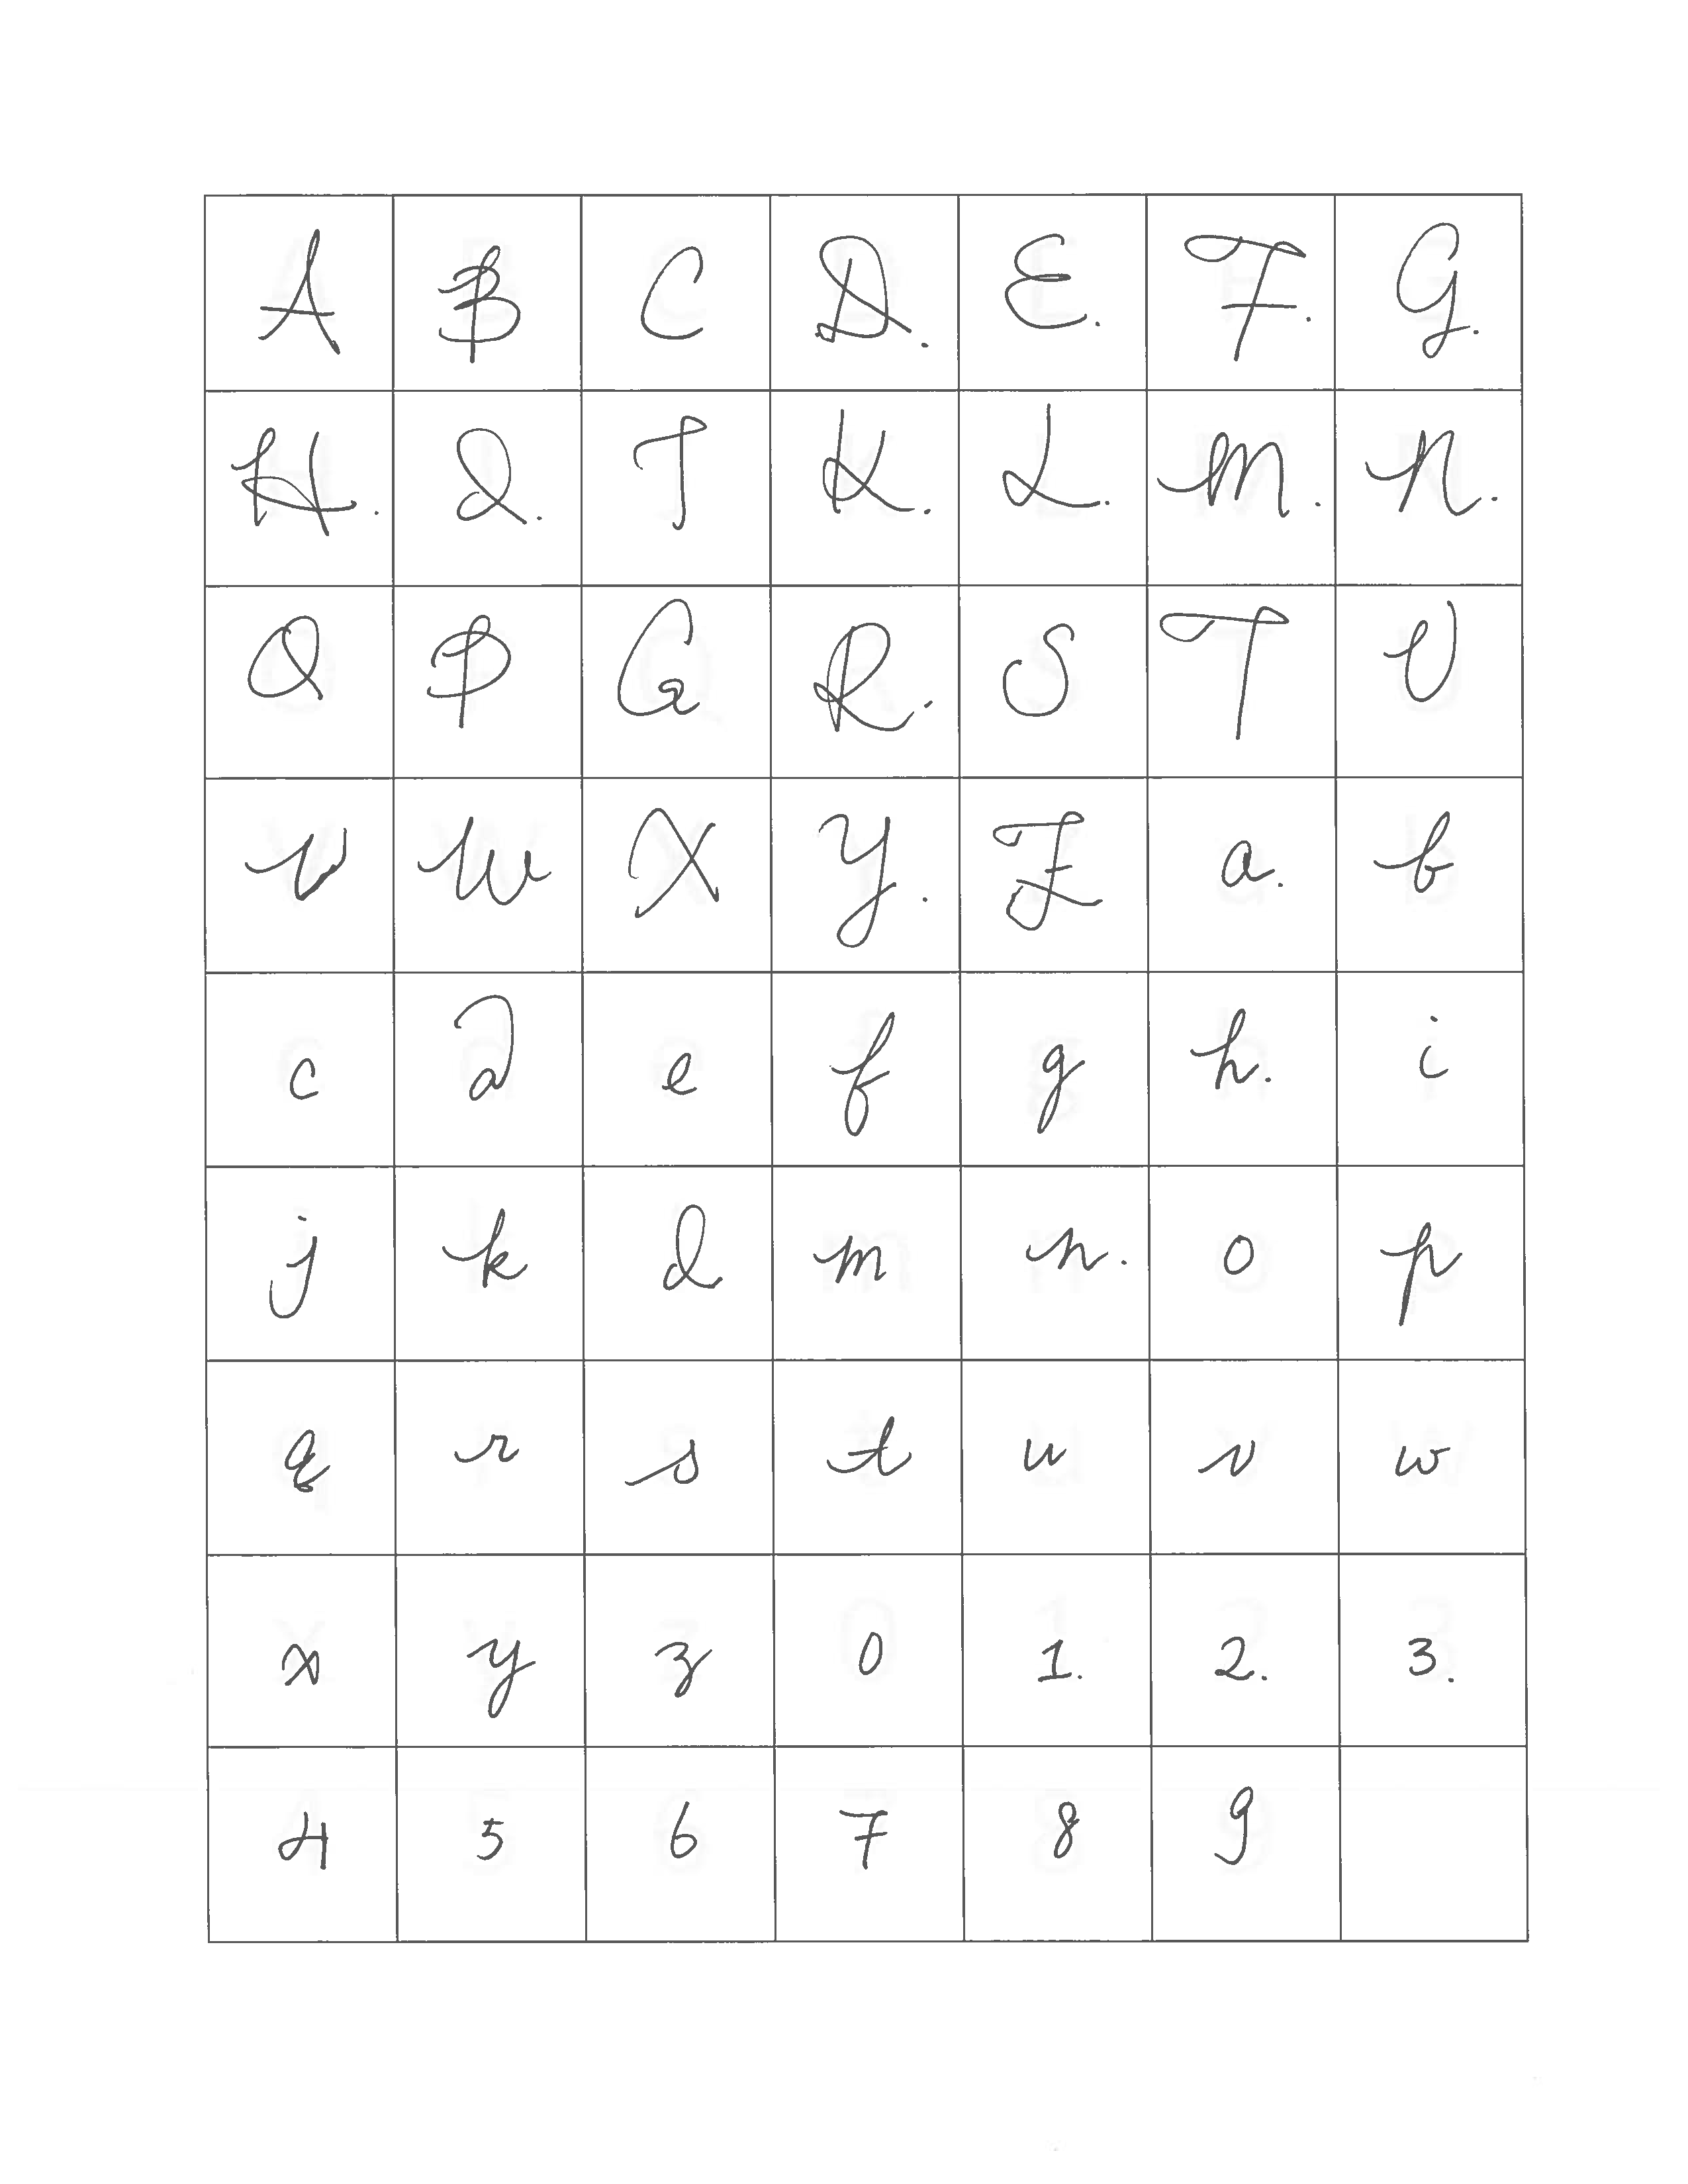 A B C D. E. F. G.
H. I. J K. L. M. N.
O P Q R. S T U
V W X Y. Z a. b
c d e f g h. i
j k l m n. o p
q r s t u v w
x y z 0 1. 2. 3.
4 5 6 7 8 9